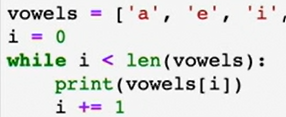 vowels = ['a', 'e', 'i',
i = 0
while i < len(vowels):
    print(vowels[i])
    i += 1